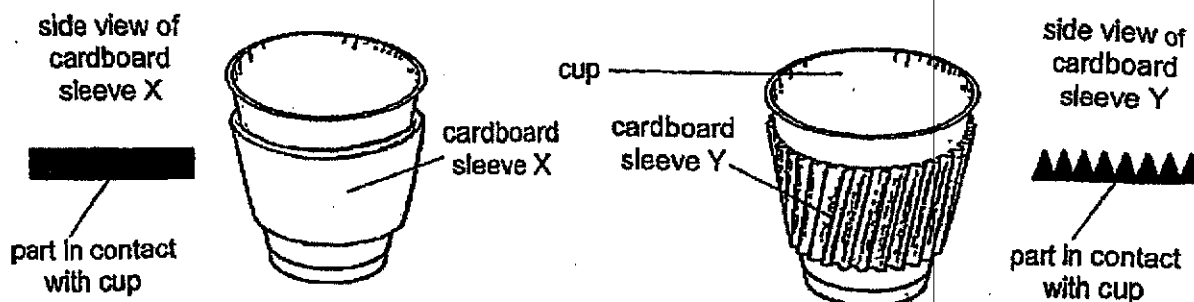 side view of
cardboard
sleeve X
part in contact
with cup
cardboard
sleeve X
cup
cardboard
sleeve Y
side view of
cardboard
sleeve Y
part in contact
with cup